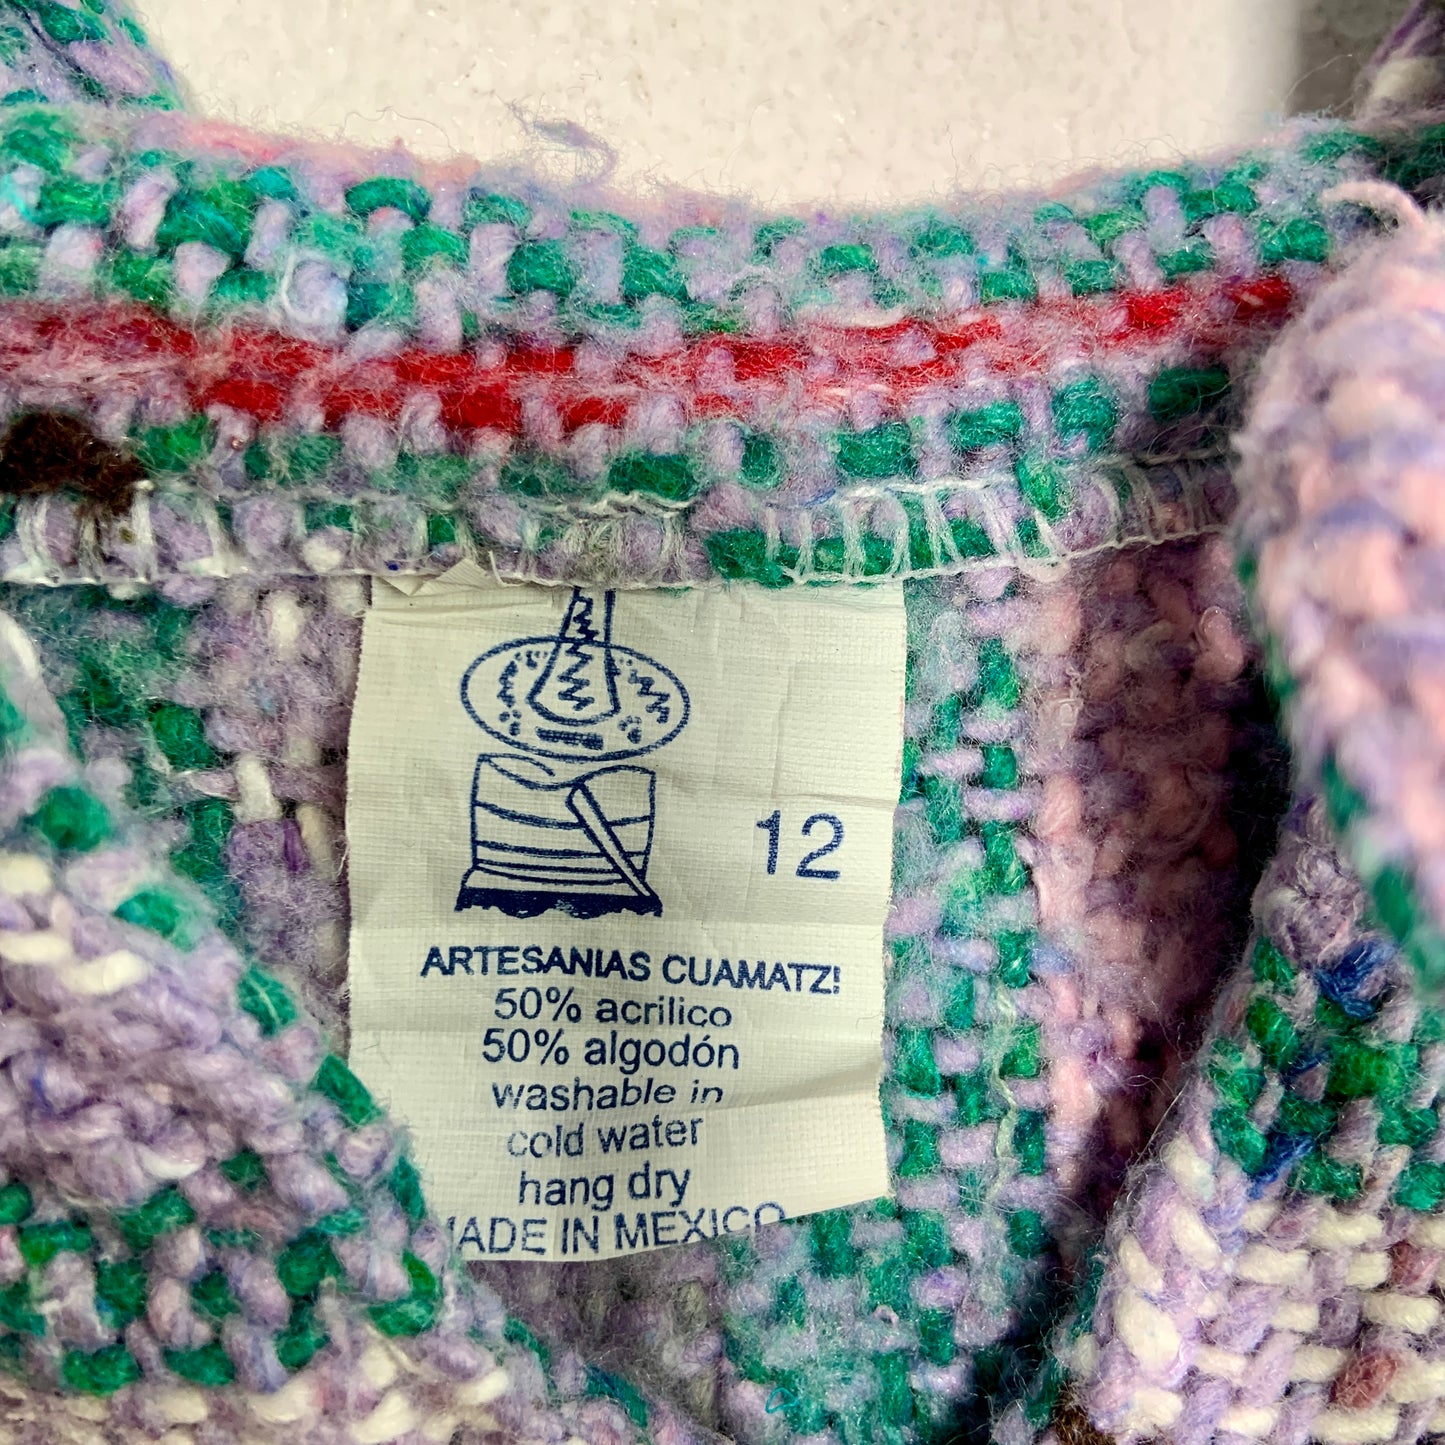 12
ARTESANIAS CUAMATZI
50% acrilico
50% algodón
washable in
cold water
hang dry
MADE IN MEXICO